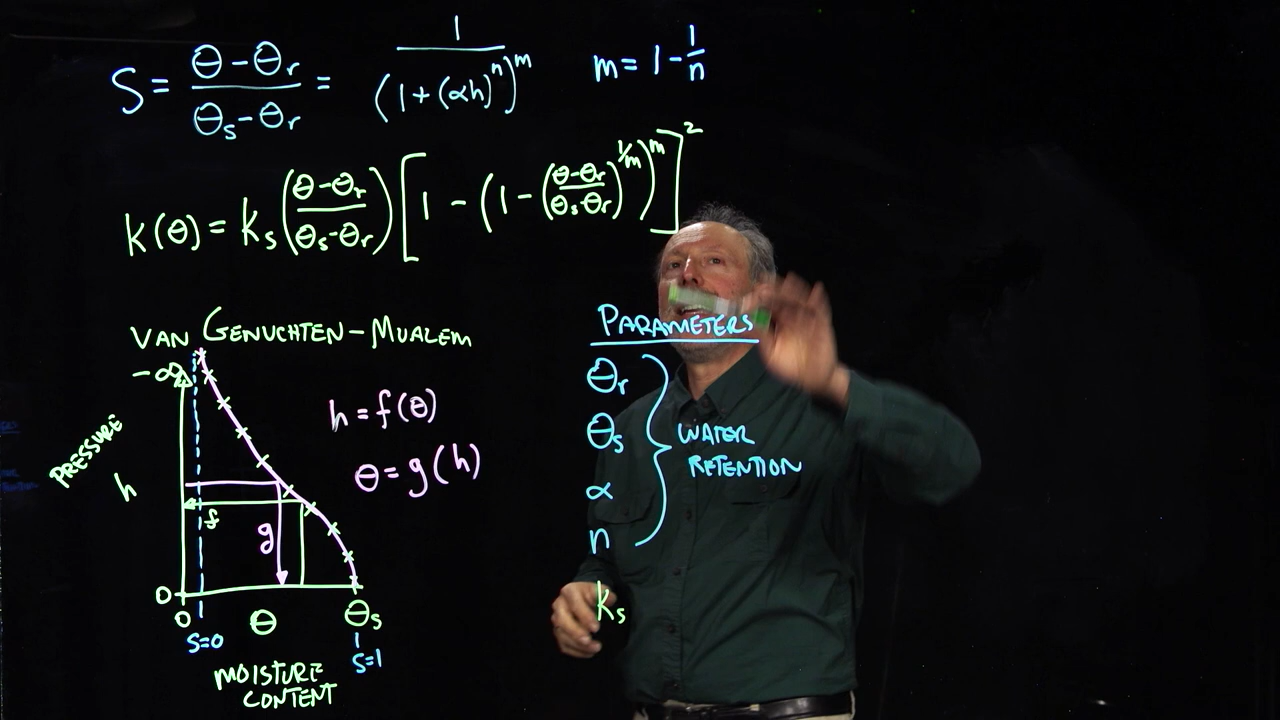 S = (θ-θr)/(θs-θr) = 1/(1+(αh)^n)^m    m = 1-1/n
K(θ) = Ks((θ-θr)/(θs-θr))[1-(1-((θ-θr)/(θs-θr))^1/m)^m]^2
VAN GENUCHTEN-MUALEM
-∞
PRESSURE
h
0
0
f
g
θ
θs
S=0
S=1
MOISTURE
CONTENT
h = f(θ)
θ = g(h)
PARAMETERS
θr
θs
α
n
WATER
RETENTION
Ks